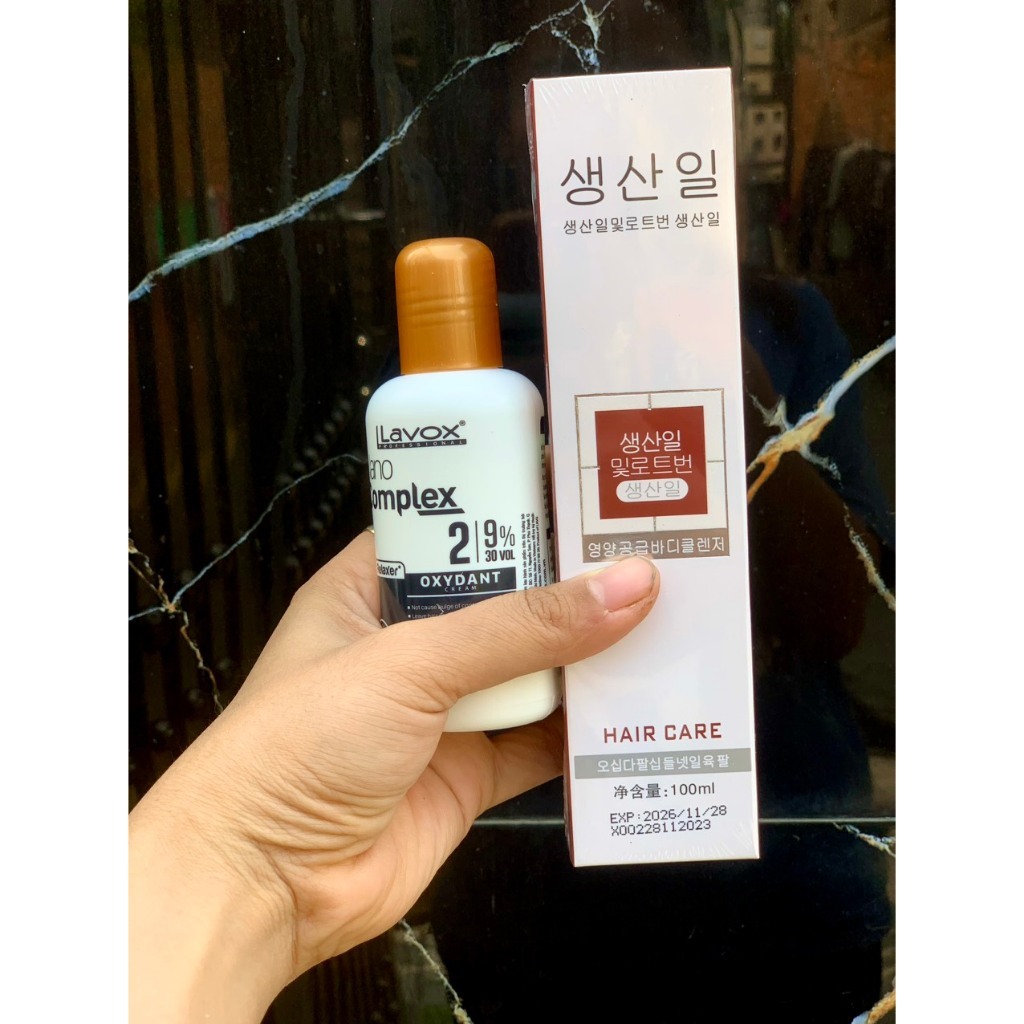 Lavox®
PROFESSIONAL
ano
omplex
2 9%
30 VOL
elaxer*
OXYDANT
CREAM
생산일
생산일및로트번 생산일
생산일
및로트번
생산일
영양공급바디클렌저
HAIR CARE
오십다팔십들넷일육팔
净含量:100ml
EXP:2026/11/28
X00228112023